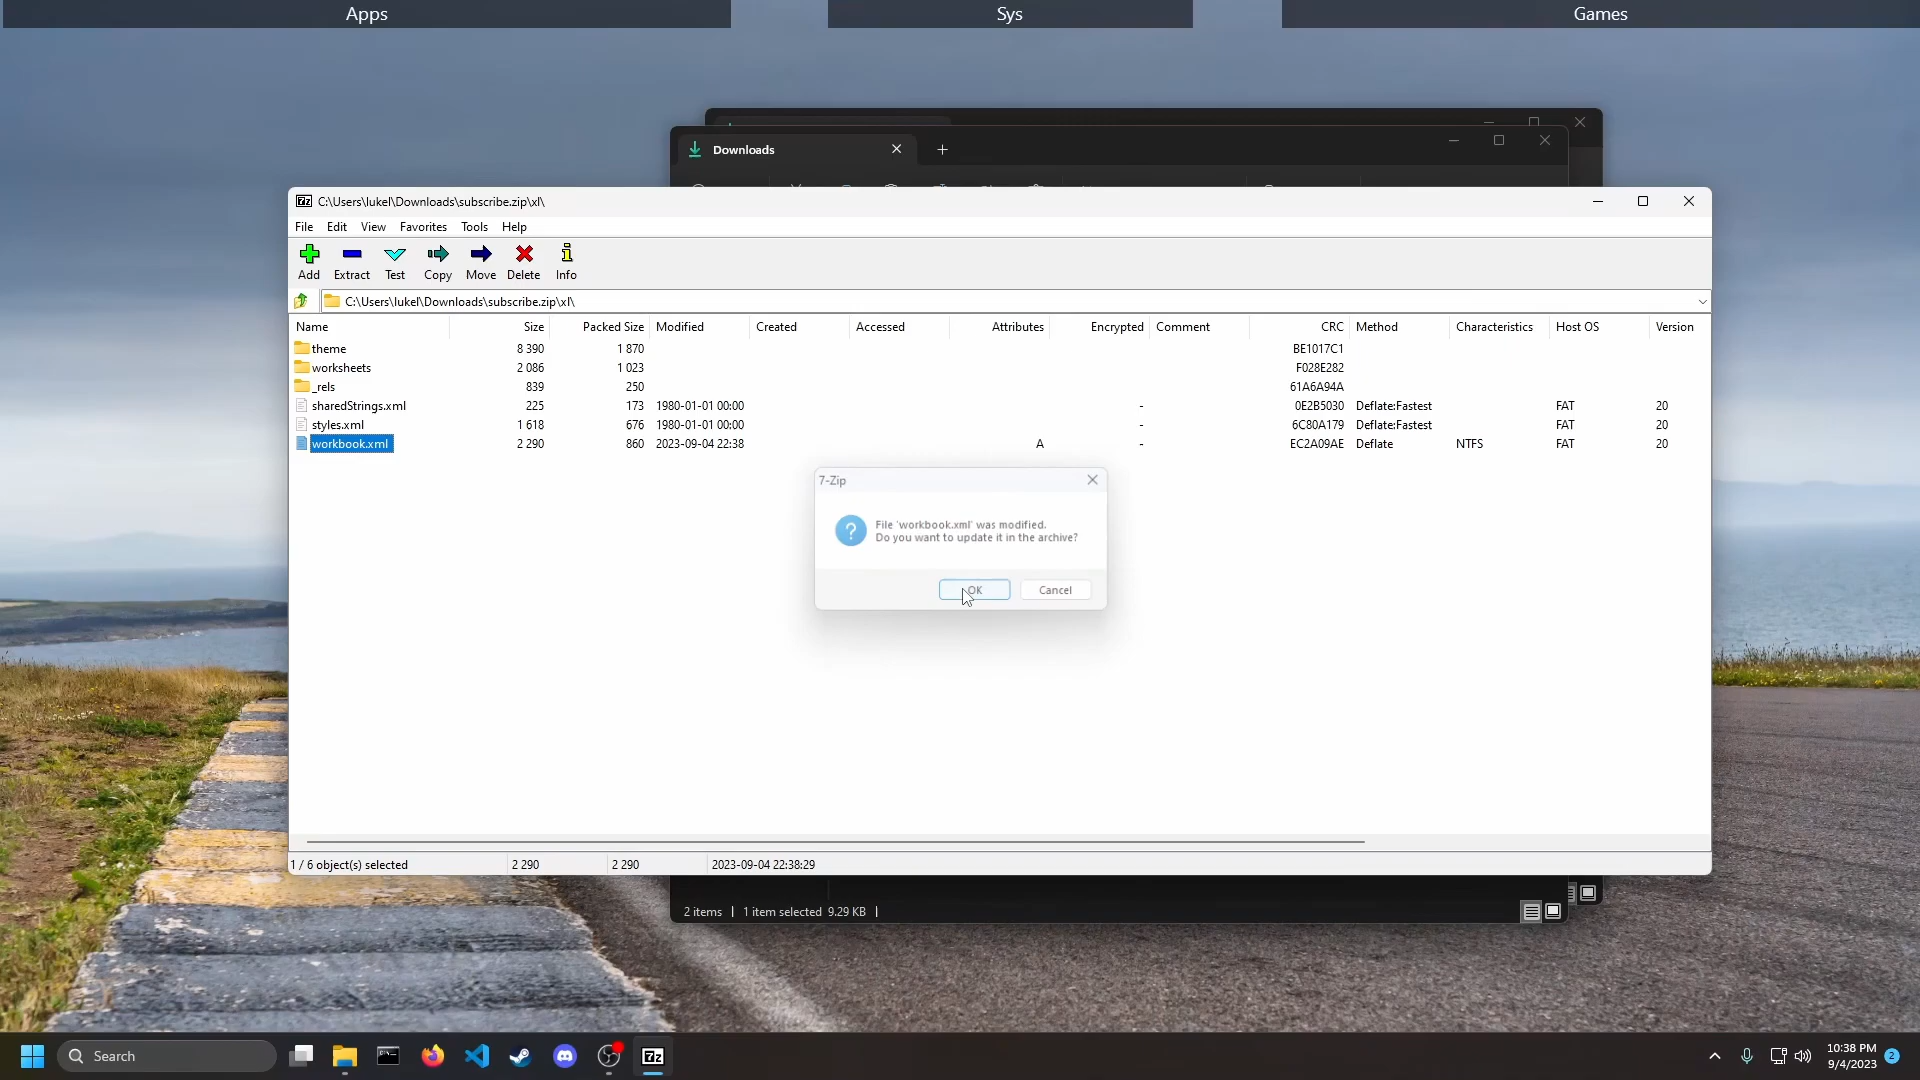 Apps
Sys
Games
Downloads
C:\Users\lukel\Downloads\subscribe.zip\xl\
File Edit View Favorites Tools Help
Add Extract Test Copy Move Delete Info
C:\Users\lukel\Downloads\subscribe.zip\xl\
Name Size Packed Size Modified Created Accessed Attributes Encrypted Comment CRC Method Characteristics Host OS Version
theme 8 390 1 870 BE1017C1
worksheets 2 086 1 023 F028E282
_rels 839 250 61A6A94A
sharedStrings.xml 225 173 1980-01-01 00:00 - 0E2B5030 Deflate:Fastest FAT 20
styles.xml 1 618 676 1980-01-01 00:00 - 6C80A179 Deflate:Fastest FAT 20
workbook.xml 2 290 860 2023-09-04 22:38 A - EC2A09AE Deflate NTFS FAT 20
7-Zip
File 'workbook.xml' was modified.
Do you want to update it in the archive?
OK Cancel
1 / 6 object(s) selected 2 290 2 290 2023-09-04 22:38:29
2 items | 1 item selected 9.29 KB |
Search
7z
10:38 PM
9/4/2023
2